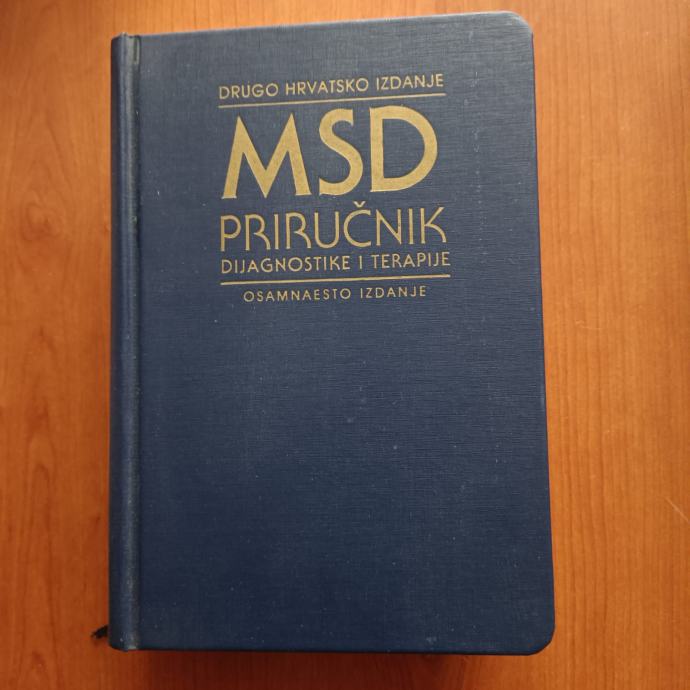 DRUGO HRVATSKO IZDANJE
MSD
PRIRUČNIK
DIJAGNOSTIKE I TERAPIJE
OSAMNAESTO IZDANJE